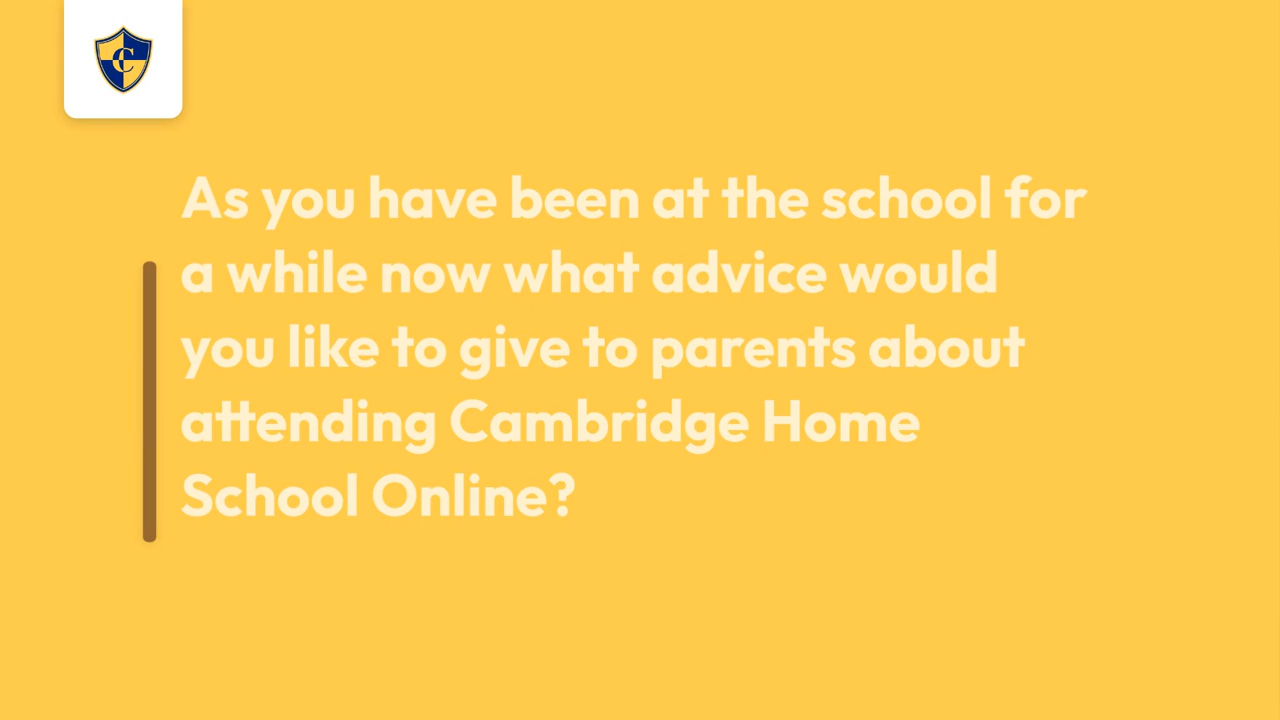 C
As you have been at the school for
a while now what advice would
you like to give to parents about
attending Cambridge Home
School Online?